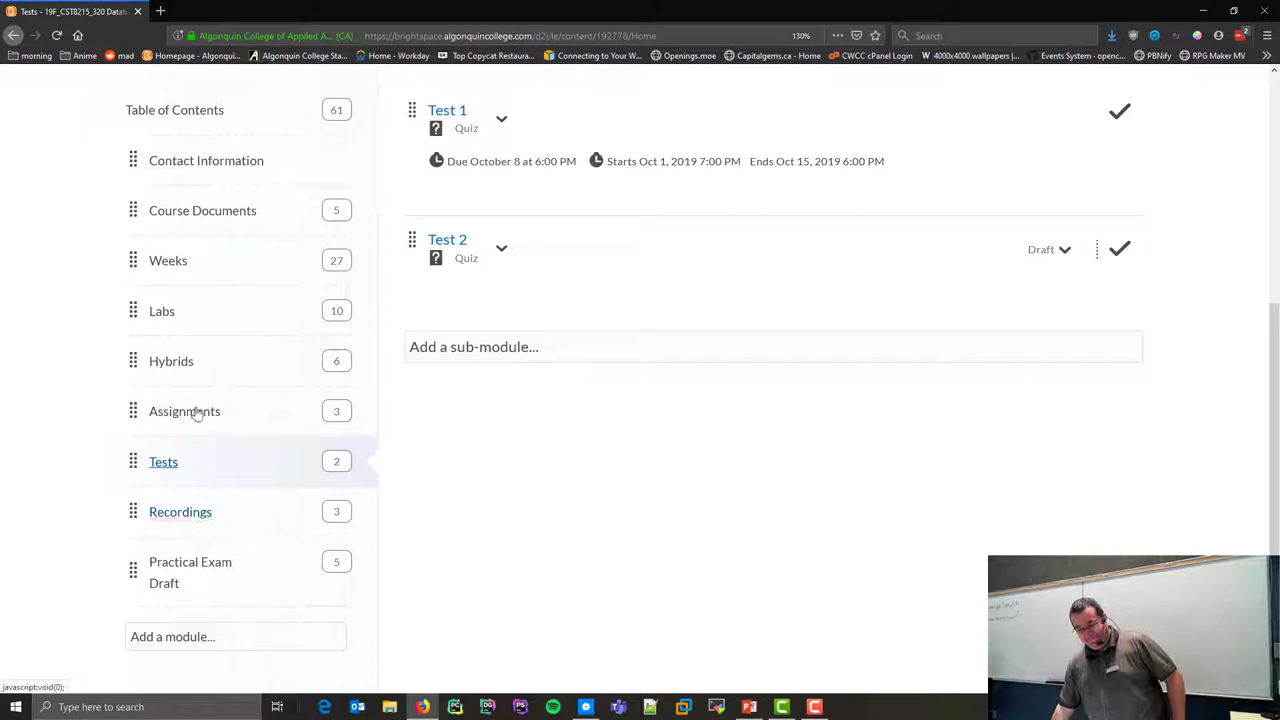 Tests - 19F_CST8215_320 Datab
Algonquin College of Applied A... (CA)
https://brightspace.algonquincollege.com/d2l/le/content/192778/Home
130%
Search
morning
Anime
mad
Homepage - Algonqui...
Algonquin College Sta...
Home - Workday
Top Copycat Restaura...
Connecting to Your W...
Openings.moe
Capitalgems.ca - Home
CWCC cPanel Login
4000x4000 wallpapers |...
Events System - openc...
PBNify
RPG Maker MV
Table of Contents
61
Contact Information
Course Documents
5
Weeks
27
Labs
10
Hybrids
6
Assignments
3
Tests
2
Recordings
3
Practical Exam
Draft
5
Add a module...
Test 1
Quiz
Due October 8 at 6:00 PM
Starts Oct 1, 2019 7:00 PM
Ends Oct 15, 2019 6:00 PM
Test 2
Quiz
Draft
Add a sub-module...
javascript:void(0);
Type here to search